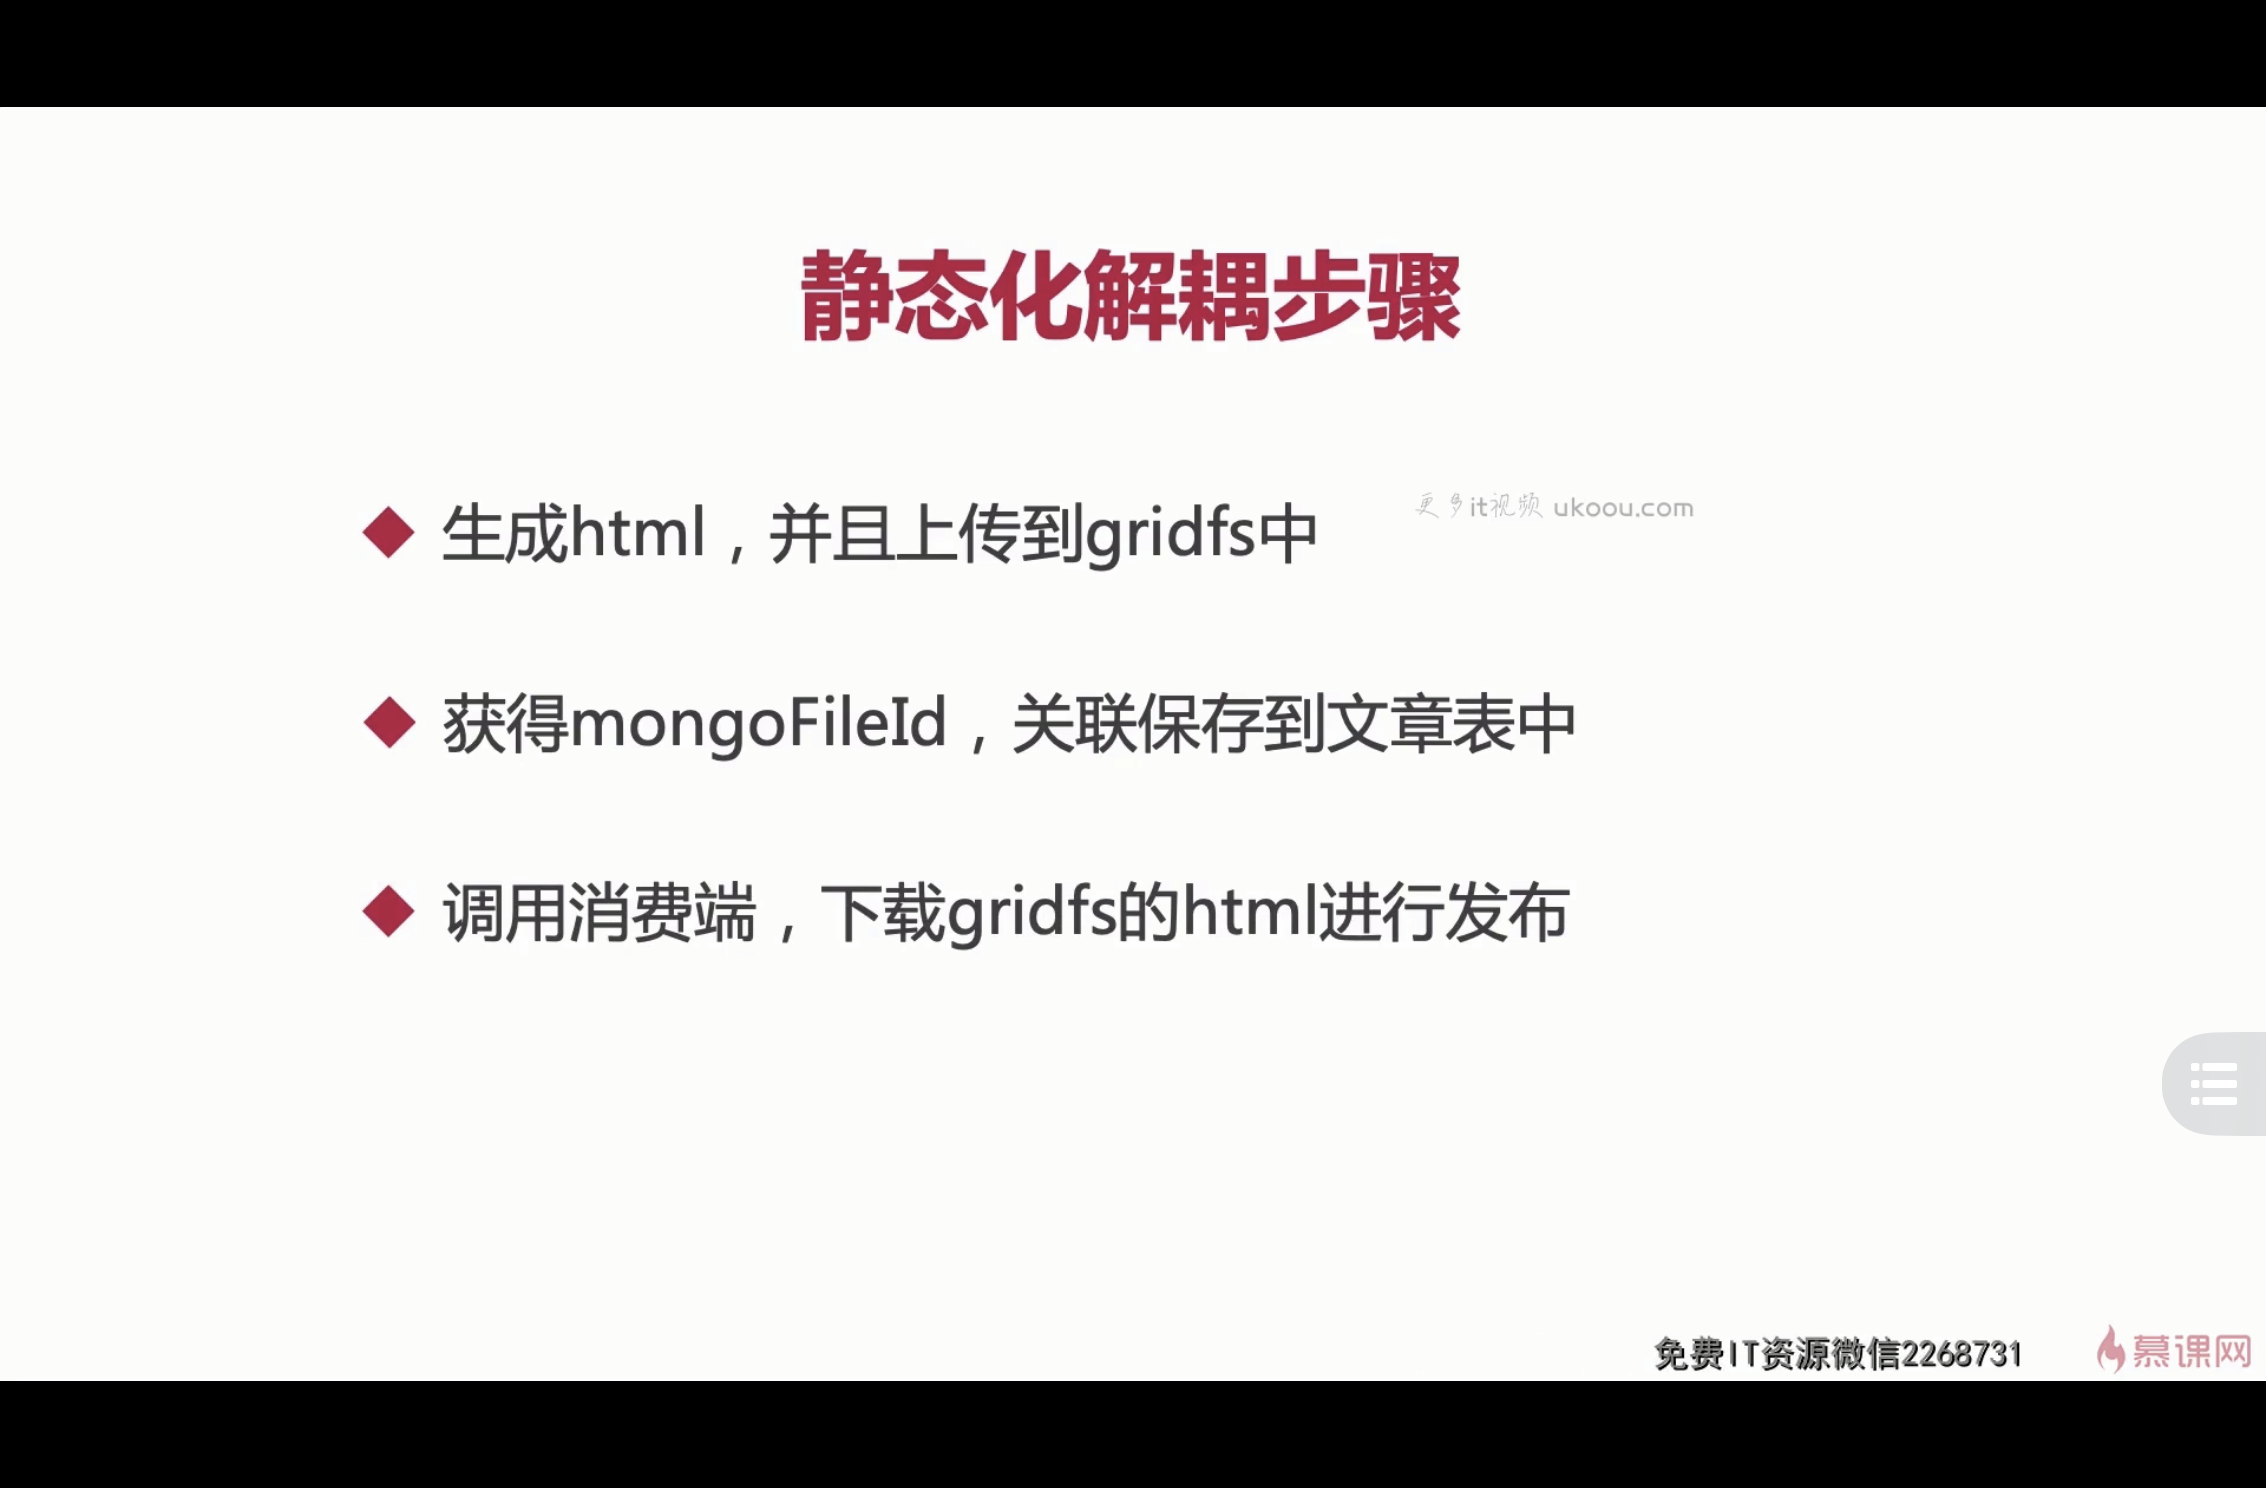 静态化解耦步骤
生成html，并且上传到gridfs中
更多it视频 ukoou.com
获得mongoFileId，关联保存到文章表中
调用消费端，下载gridfs的html进行发布
免费IT资源微信2268731
慕课网